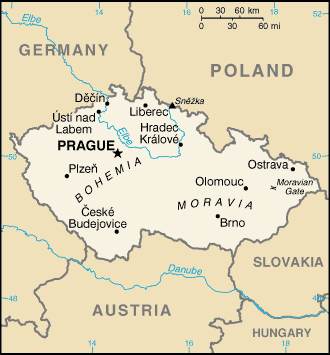 14
16
18
0 30 60 km
0 30 60 mi
52
GERMANY
Elbe
POLAND
Děčín
Liberec
Sněžka
Ústí nad
Labem
Elbe
Hradec
Králové
PRAGUE
50
50
Plzeň
BOHEMIA
Ostrava
Moravian
Gate
Olomouc
MORAVIA
České
Budejovice
Brno
SLOVAKIA
Danube
48
48
AUSTRIA
HUNGARY
14
16
18